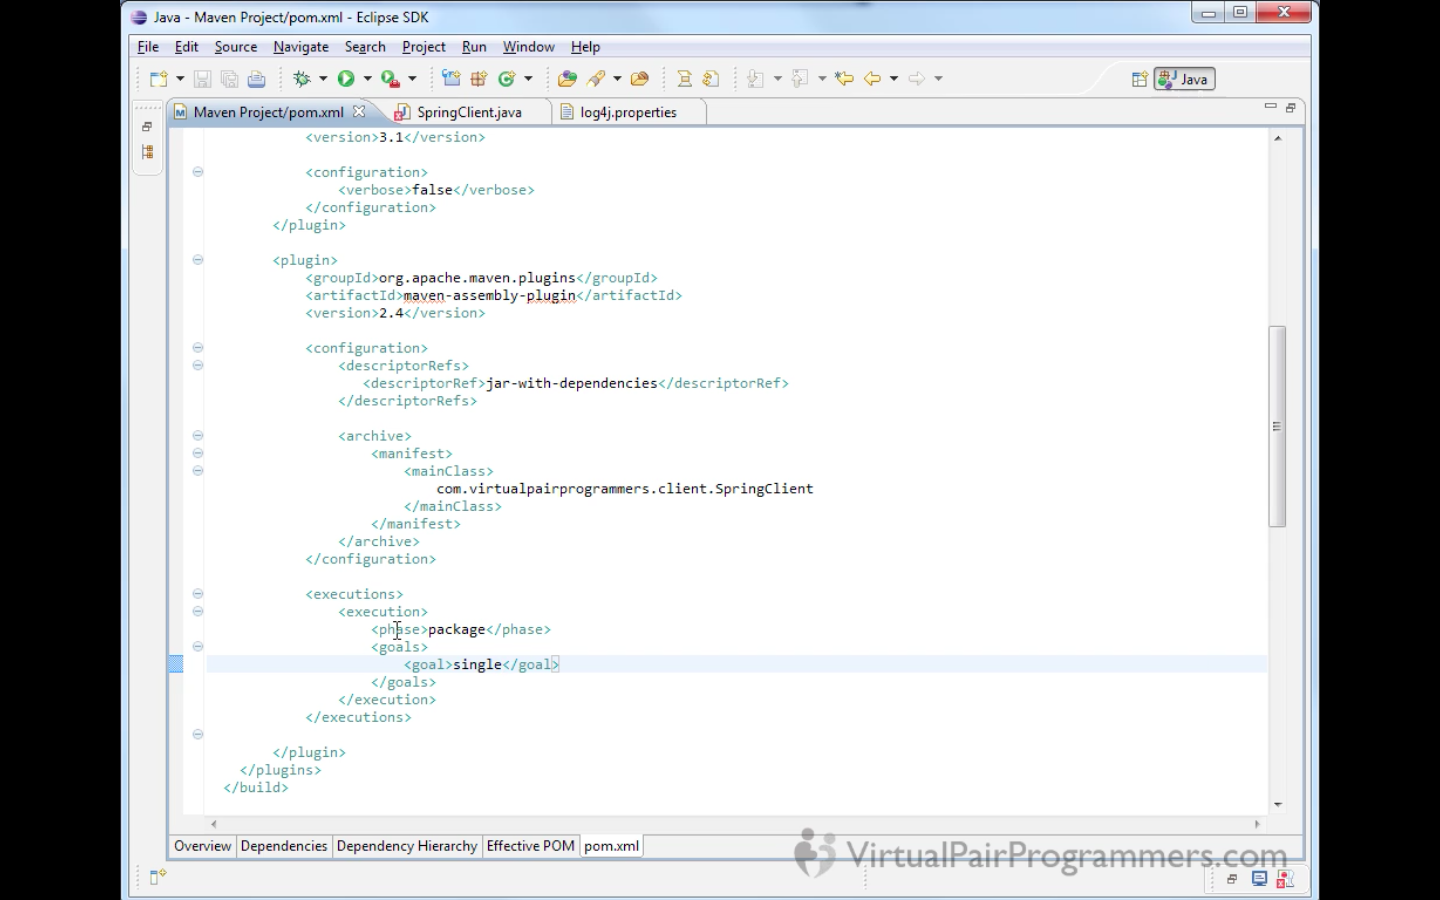 Java - Maven Project/pom.xml - Eclipse SDK
File Edit Source Navigate Search Project Run Window Help
Java
Maven Project/pom.xml SpringClient.java log4j.properties
<version>3.1</version>
<configuration>
<verbose>false</verbose>
</configuration>
</plugin>
<plugin>
<groupId>org.apache.maven.plugins</groupId>
<artifactId>maven-assembly-plugin</artifactId>
<version>2.4</version>
<configuration>
<descriptorRefs>
<descriptorRef>jar-with-dependencies</descriptorRef>
</descriptorRefs>
<archive>
<manifest>
<mainClass>
com.virtualpairprogrammers.client.SpringClient
</mainClass>
</manifest>
</archive>
</configuration>
<executions>
<execution>
<phase>package</phase>
<goals>
<goal>single</goal>
</goals>
</execution>
</executions>
</plugin>
</plugins>
</build>
Overview Dependencies Dependency Hierarchy Effective POM pom.xml
VirtualPairProgrammers.com